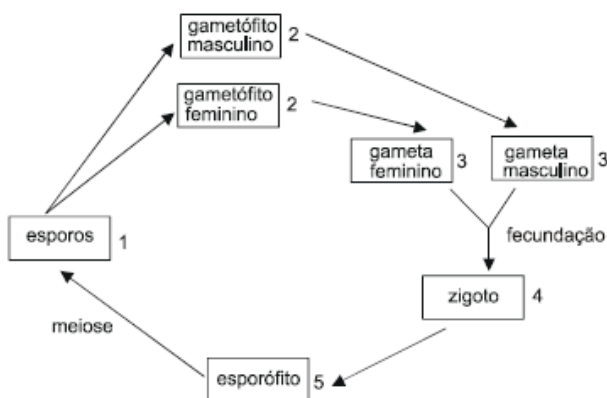 gametófito
masculino 2
gametófito
feminino 2
gameta
feminino 3
gameta
masculino 3
esporos 1
fecundação
zigoto 4
meiose
esporófito 5